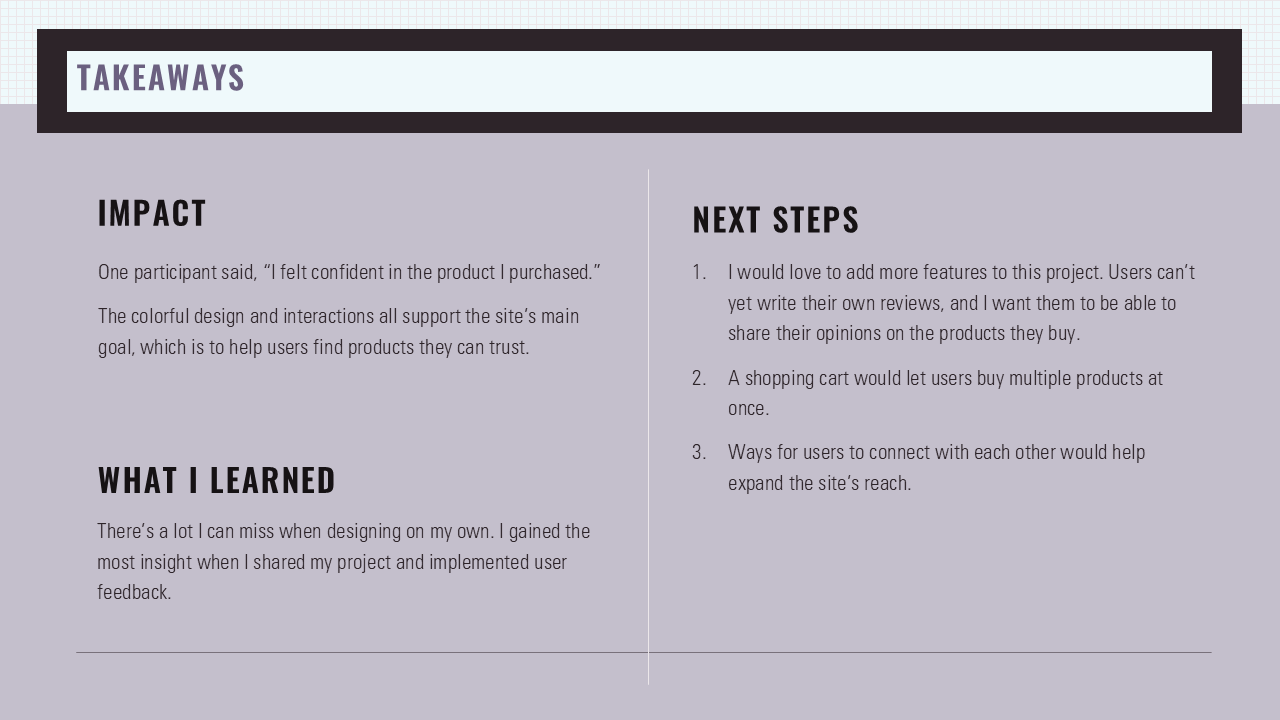 TAKEAWAYS
IMPACT
One participant said, “I felt confident in the product I purchased.”
The colorful design and interactions all support the site’s main
goal, which is to help users find products they can trust.
WHAT I LEARNED
There’s a lot I can miss when designing on my own. I gained the
most insight when I shared my project and implemented user
feedback.
NEXT STEPS
1. I would love to add more features to this project. Users can’t
yet write their own reviews, and I want them to be able to
share their opinions on the products they buy.
2. A shopping cart would let users buy multiple products at
once.
3. Ways for users to connect with each other would help
expand the site’s reach.